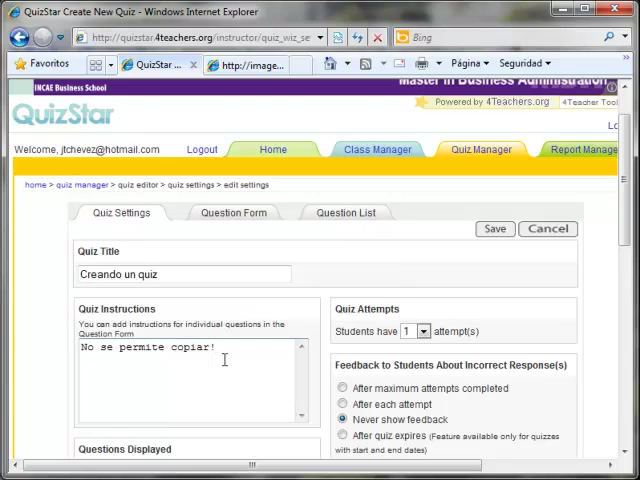 QuizStar Create New Quiz - Windows Internet Explorer
http://quizstar.4teachers.org/instructor/quiz_wiz_se
Bing
Favoritos
QuizStar
http://image...
Página
Seguridad
INCAE Business School
Master in Business Administration
QuizStar
Powered by 4Teachers.org
4Teacher Tool
Welcome, jtchevez@hotmail.com
Logout
Home
Class Manager
Quiz Manager
Report Manage
home > quiz manager > quiz editor > quiz settings > edit settings
Quiz Settings
Question Form
Question List
Save
Cancel
Quiz Title
Creando un quiz
Quiz Instructions
You can add instructions for individual questions in the
Question Form
No se permite copiar!
Quiz Attempts
Students have 1 attempt(s)
Feedback to Students About Incorrect Response(s)
After maximum attempts completed
After each attempt
Never show feedback
After quiz expires (Feature available only for quizzes
with start and end dates)
Questions Displayed